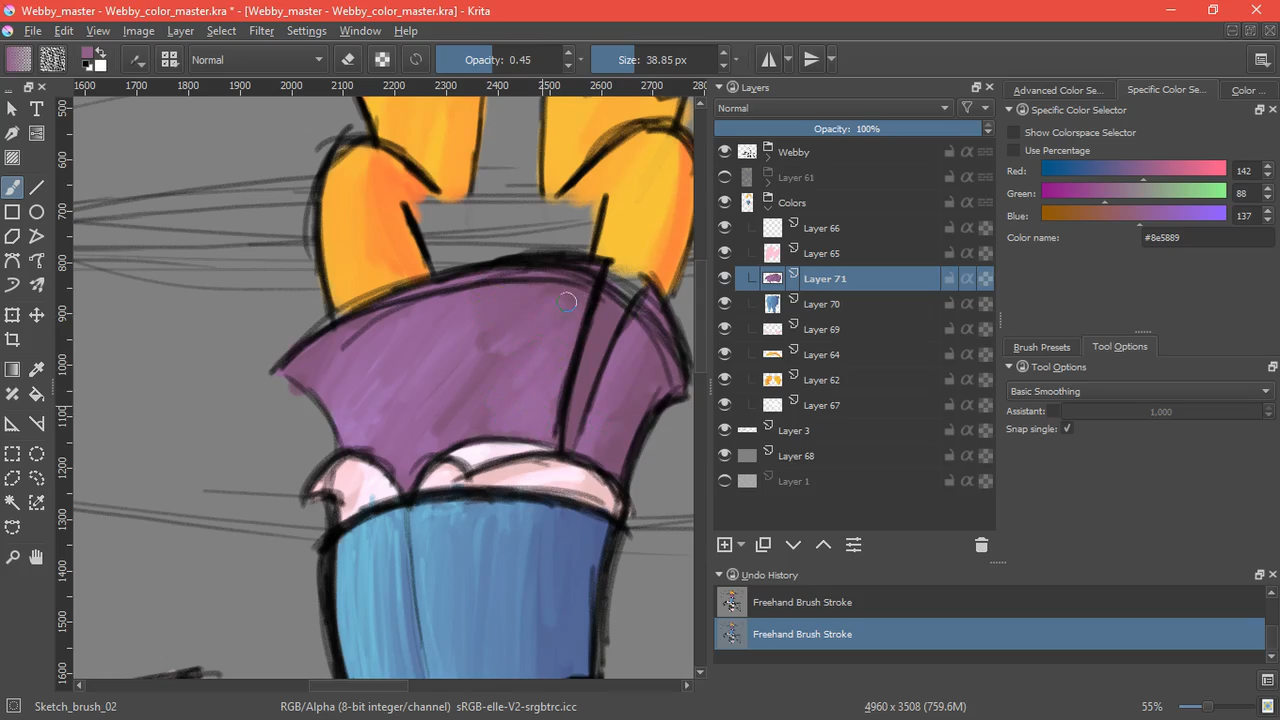 Webby_master - Webby_color_master.kra * - [Webby_master - Webby_color_master.kra] - Krita
File Edit View Image Layer Select Filter Settings Window Help
Normal Opacity: 0.45 Size: 38.85 px
1600 1700 1800 1900 2000 2100 2200 2300 2400 2500 2600 2700 2800
500
600
700
800
900
1000
1100
1200
1300
1400
1500
1600
Layers
Normal
Opacity: 100%
Webby
Layer 61
Colors
Layer 66
Layer 65
Layer 71
Layer 70
Layer 69
Layer 64
Layer 62
Layer 67
Layer 3
Layer 68
Layer 1
Undo History
Freehand Brush Stroke
Freehand Brush Stroke
Advanced Color Se... Specific Color Se... Color ...
Specific Color Selector
Show Colorspace Selector
Use Percentage
Red: 142
Green: 88
Blue: 137
Color name: #8e5889
Brush Presets Tool Options
Tool Options
Basic Smoothing
Assistant: 1,000
Snap single:
Sketch_brush_02 RGB/Alpha (8-bit integer/channel) sRGB-elle-V2-srgbtrc.icc 4960 x 3508 (759.6M) 55%